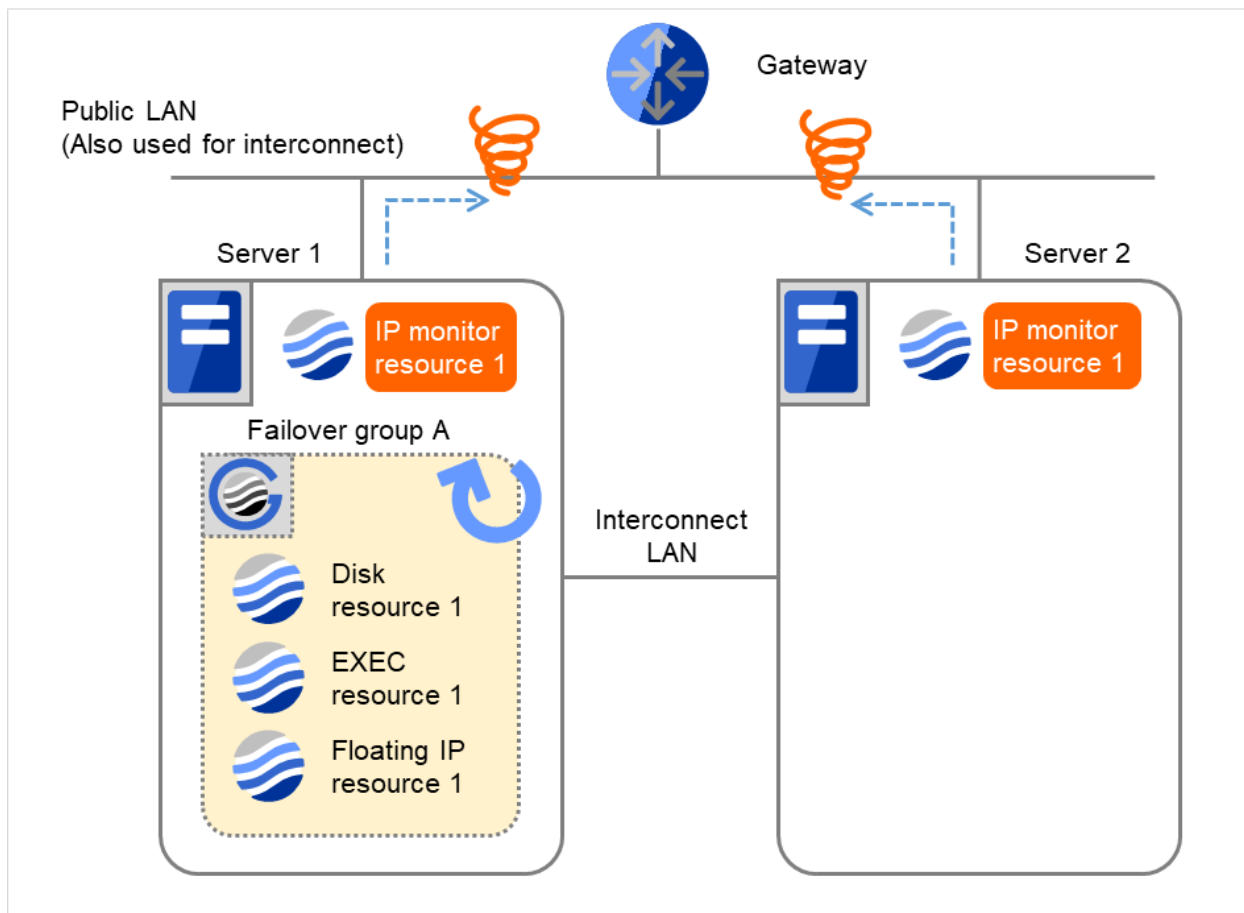 Gateway
Public LAN
(Also used for interconnect)
Server 1
Server 2
IP monitor
resource 1
IP monitor
resource 1
Failover group A
Interconnect
LAN
Disk
resource 1
EXEC
resource 1
Floating IP
resource 1